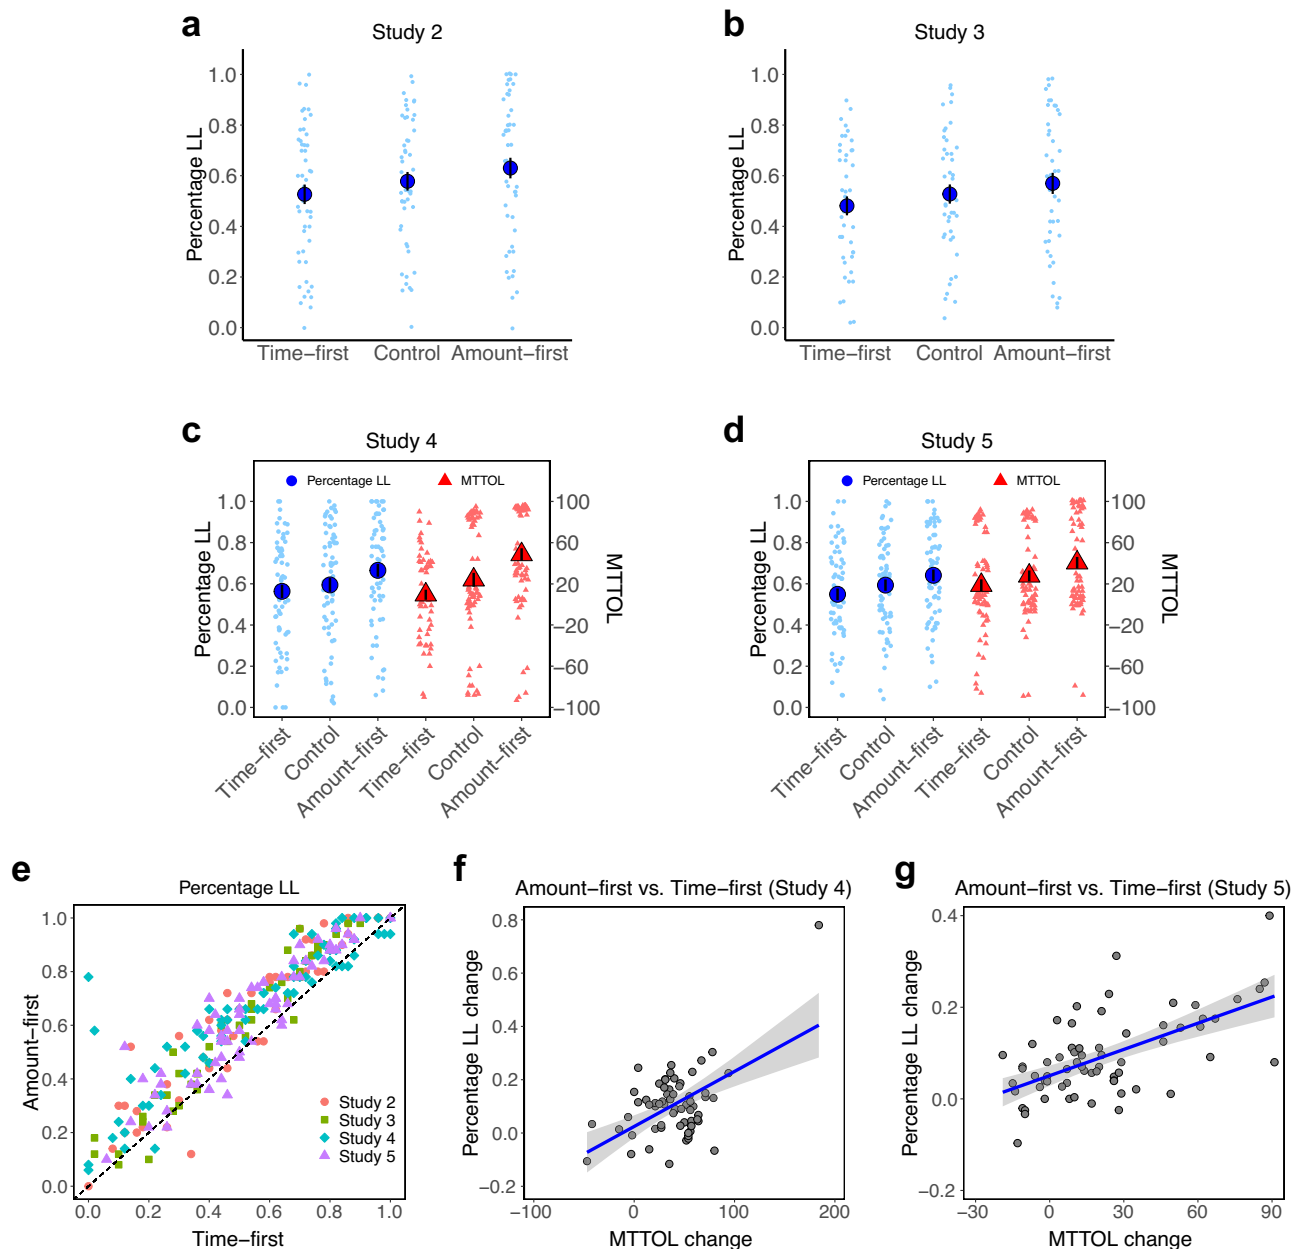 a
Study 2
Percentage LL
1.0
0.8
0.6
0.4
0.2
0.0
Time−first
Control
Amount−first
b
Study 3
Percentage LL
1.0
0.8
0.6
0.4
0.2
0.0
Time−first
Control
Amount−first
c
Study 4
Percentage LL
MTTOL
Percentage LL
1.0
0.8
0.6
0.4
0.2
0.0
100
60
20
−20
−60
−100
MTTOL
Time−first
Control
Amount−first
Time−first
Control
Amount−first
d
Study 5
Percentage LL
MTTOL
Percentage LL
1.0
0.8
0.6
0.4
0.2
0.0
100
60
20
−20
−60
−100
MTTOL
Time−first
Control
Amount−first
Time−first
Control
Amount−first
e
Percentage LL
Amount−first
1.0
0.8
0.6
0.4
0.2
0.0
Study 2
Study 3
Study 4
Study 5
0.0
0.2
0.4
0.6
0.8
1.0
Time−first
f
Amount−first vs. Time−first (Study 4)
Percentage LL change
0.8
0.6
0.4
0.2
0.0
−0.2
−100
0
100
200
MTTOL change
g
Amount−first vs. Time−first (Study 5)
Percentage LL change
0.4
0.2
0.0
−0.2
−30
0
30
60
90
MTTOL change